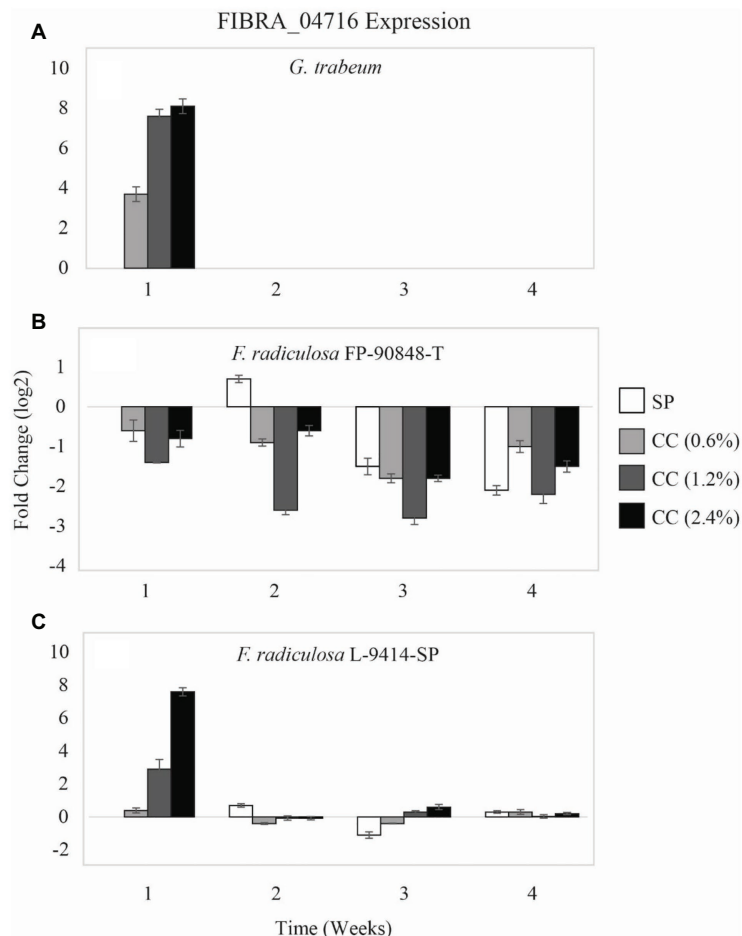 FIBRA_04716 Expression
A
G. trabeum
10
8
6
4
2
0
1 2 3 4
B
F. radiculosa FP-90848-T
1
0
-1
-2
-3
-4
1 2 3 4
Fold Change (log2)
SP
CC (0.6%)
CC (1.2%)
CC (2.4%)
C
F. radiculosa L-9414-SP
10
8
6
4
2
0
-2
1 2 3 4
Time (Weeks)